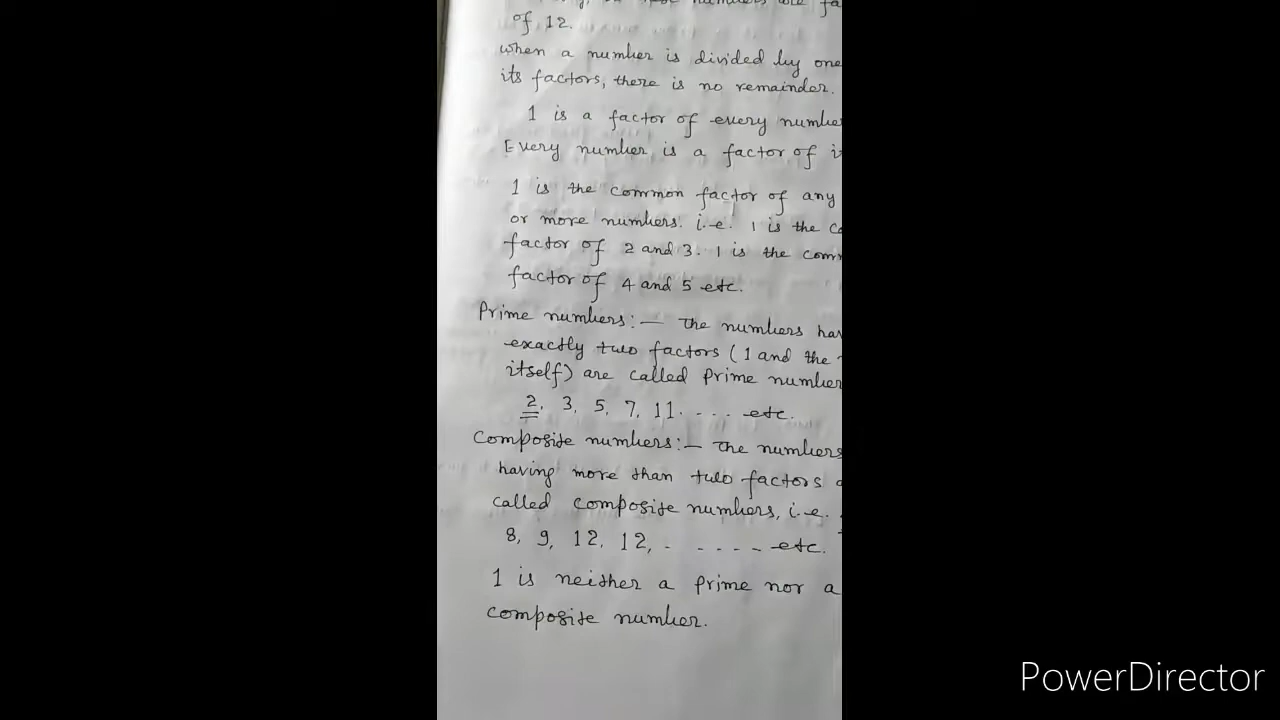 of 12.
when a number is divided by one
its factors, there is no remainder.
1 is a factor of every numbe
Every number is a factor of i
1 is the common factor of any
or more numbers. i.e. 1 is the c
factor of 2 and 3. 1 is the com
factor of 4 and 5 etc.
Prime numbers:— The numbers ha
exactly two factors (1 and the
itself) are called prime number
2, 3, 5, 7, 11. . . . etc.
Composite numbers:— The numbers
having more than two factors
called composite numbers, i.e.
8, 9, 12, 12, . . . . . etc.
1 is neither a prime nor a
composite number.
PowerDirector